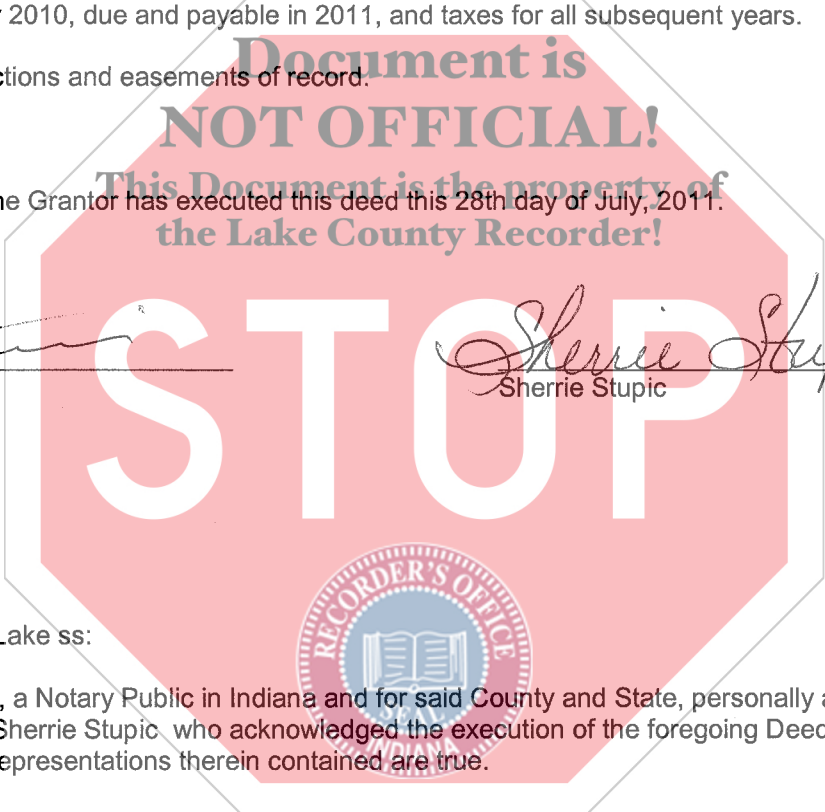 2010, due and payable in 2011, and taxes for all subsequent years.
Document is
ctions and easements of record.
NOT OFFICIAL!
This Document is the property of
ne Grantor has executed this deed this 28th day of July, 2011.
the Lake County Recorder!
STOP
Sherrie Stup
Sherrie Stupic
RECORDER'S OFFICE
Lake ss:
, a Notary Public in Indiana and for said County and State, personally a
SEAL
Sherrie Stupic who acknowledged the execution of the foregoing Deed
INDIANA
epresentations therein contained are true.